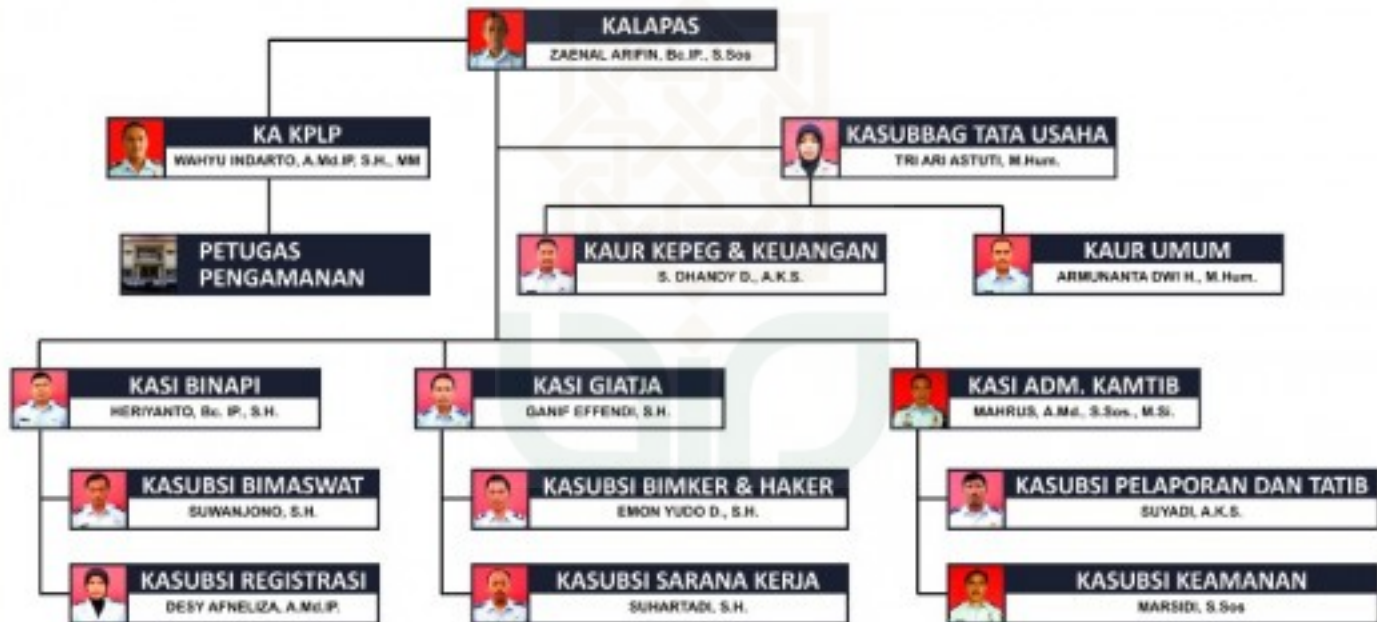 KALAPAS
ZAENAL ARIFIN, Bc.IP., S.Sos
KA KPLP
WAHYU INDARTO, A.Md.IP, S.H., MM
KASUBBAG TATA USAHA
TRI ARI ASTUTI, M.Hum.
PETUGAS
PENGAMANAN
KAUR KEPEG & KEUANGAN
S. DHANDY D., A.K.S.
KAUR UMUM
ARMUNANTA DWI H., M.Hum.
KASI BINAPI
HERIYANTO, Bc. IP., S.H.
KASI GIATJA
GANIF EFFENDI, S.H.
KASI ADM. KAMTIB
MAHRUS, A.Md., S.Sos., M.Si.
KASUBSI BIMASWAT
SUWANJONO, S.H.
KASUBSI BIMKER & HAKER
EMON YUDO D., S.H.
KASUBSI PELAPORAN DAN TATIB
SUYADI, A.K.S.
KASUBSI REGISTRASI
DESY AFNELIZA, A.Md.IP.
KASUBSI SARANA KERJA
SUHARTADI, S.H.
KASUBSI KEAMANAN
MARSIDI, S.Sos